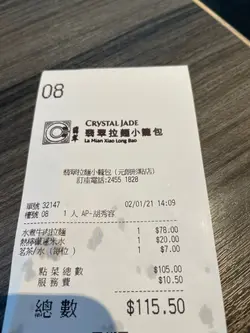 08
CRYSTAL JADE
翡翠拉麵小籠包
La Mian Xiao Long Bao
翡翠拉麵小籠包 (元朗形點店)
訂座電話:2455 1828
單號 32147 02/01/21 14:09
檯號 08 1 人 AP-胡秀容
水煮牛肉拉麵 1 $78.00
熱檸 水 1 $20.00
茗茶/水 (每位) 1 $7.00
點菜總數 $105.00
服務費 $10.50
總數 $115.50